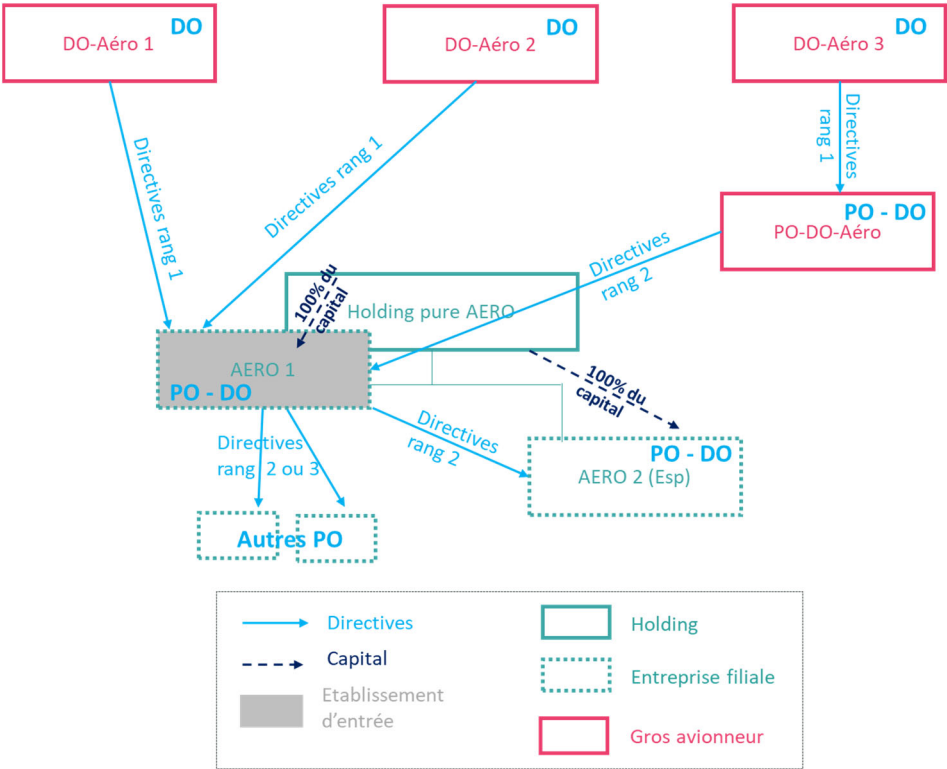 DO
DO-Aéro 1
DO
DO-Aéro 2
DO
DO-Aéro 3
Directives rang 1
Directives rang 1
Directives
rang 1
PO - DO
PO-DO-Aéro
Directives
rang 2
100% du
capital
Holding pure AERO
AERO 1
PO - DO
100% du
capital
Directives
rang 2 ou 3
Directives
rang 2
PO - DO
AERO 2 (Esp)
Autres PO
Directives
Capital
Etablissement
d'entrée
Holding
Entreprise filiale
Gros avionneur